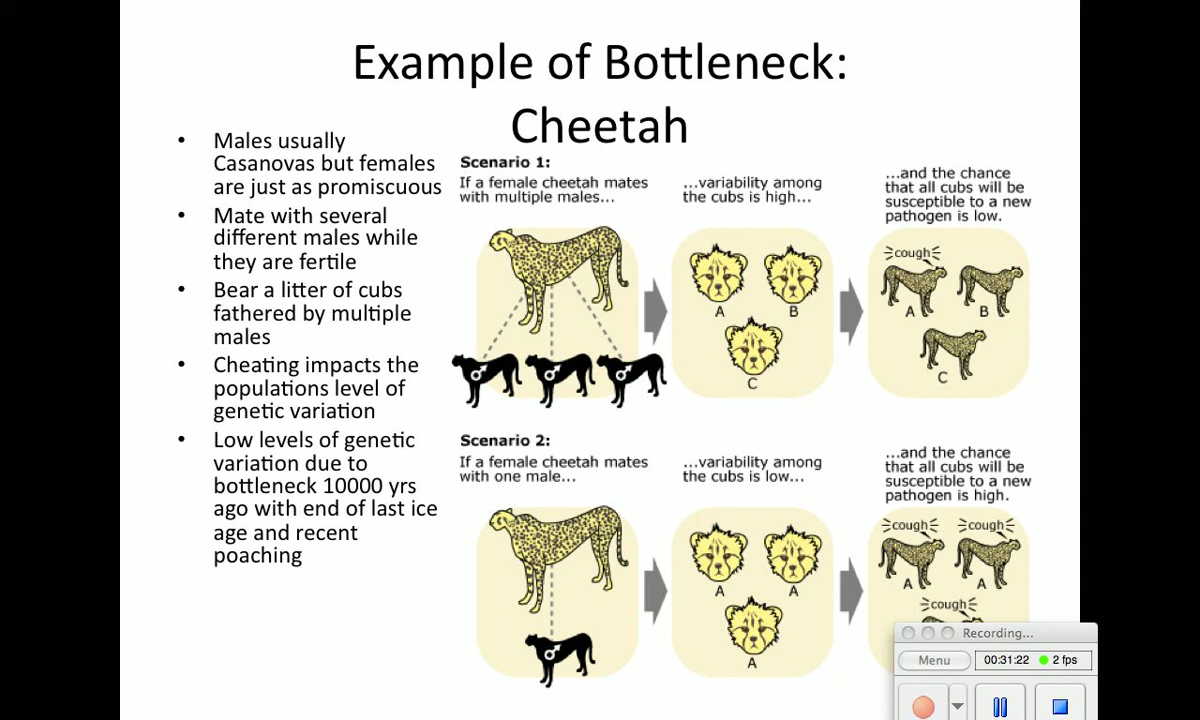 Example of Bottleneck:
Cheetah
• Males usually
Casanovas but females
are just as promiscuous
• Mate with several
different males while
they are fertile
• Bear a litter of cubs
fathered by multiple
males
• Cheating impacts the
populations level of
genetic variation
• Low levels of genetic
variation due to
bottleneck 10000 yrs
ago with end of last ice
age and recent
poaching
Scenario 1:
If a female cheetah mates
with multiple males...
...variability among
the cubs is high...
...and the chance
that all cubs will be
susceptible to a new
pathogen is low.
A
B
C
cough
A
B
C
Scenario 2:
If a female cheetah mates
with one male...
...variability among
the cubs is low...
...and the chance
that all cubs will be
susceptible to a new
pathogen is high.
A
A
A
cough
cough
A
A
cough
Recording...
Menu
00:31:22
2 fps